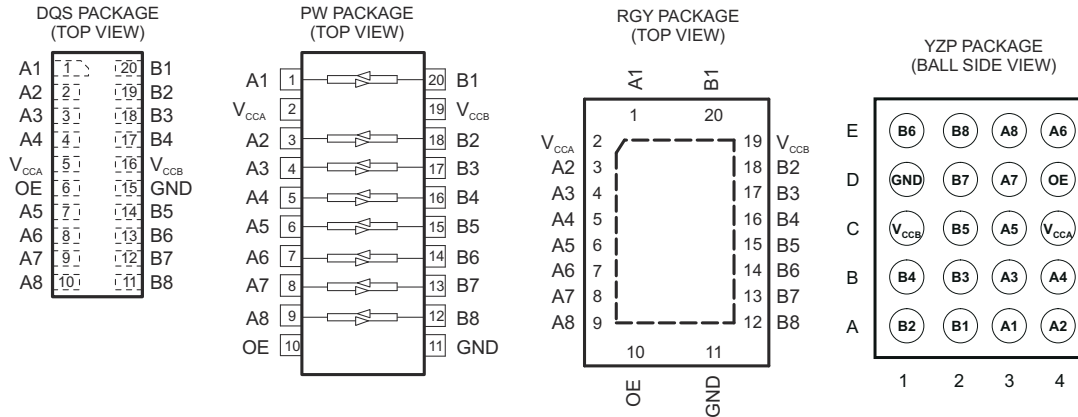 DQS PACKAGE
(TOP VIEW)
A1 1 20 B1
A2 2 19 B2
A3 3 18 B3
A4 4 17 B4
VCCA 5 16 VCCB
OE 6 15 GND
A5 7 14 B5
A6 8 13 B6
A7 9 12 B7
A8 10 11 B8
PW PACKAGE
(TOP VIEW)
A1 1 20 B1
VCCA 2 19 VCCB
A2 3 18 B2
A3 4 17 B3
A4 5 16 B4
A5 6 15 B5
A6 7 14 B6
A7 8 13 B7
A8 9 12 B8
OE 10 11 GND
RGY PACKAGE
(TOP VIEW)
A1 B1
1 20
VCCA 2 19 VCCB
A2 3 18 B2
A3 4 17 B3
A4 5 16 B4
A5 6 15 B5
A6 7 14 B6
A7 8 13 B7
A8 9 12 B8
10 11
OE GND
YZP PACKAGE
(BALL SIDE VIEW)
E B6 B8 A8 A6
D GND B7 A7 OE
C VCCB B5 A5 VCCA
B B4 B3 A3 A4
A B2 B1 A1 A2
1 2 3 4